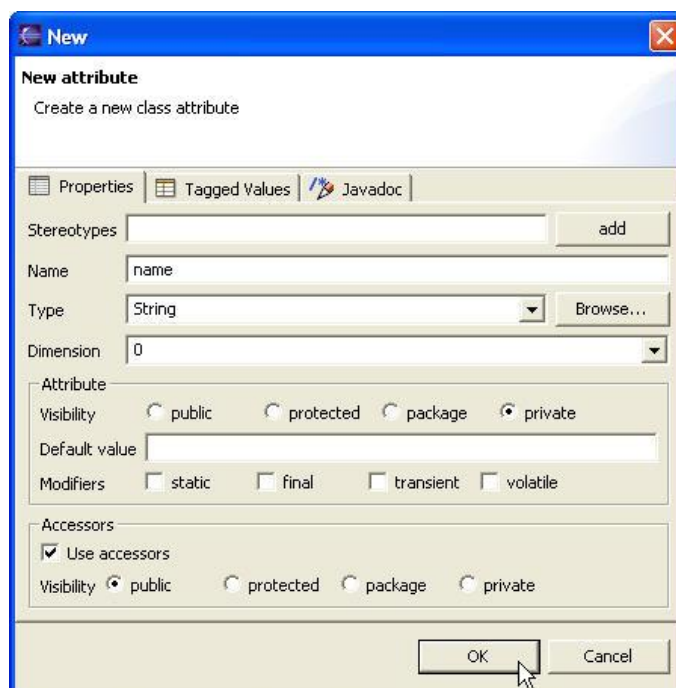 New
New attribute
Create a new class attribute
Properties Tagged Values Javadoc
Stereotypes add
Name name
Type String Browse...
Dimension 0
Attribute
Visibility public protected package private
Default value
Modifiers static final transient volatile
Accessors
Use accessors
Visibility public protected package private
OK Cancel